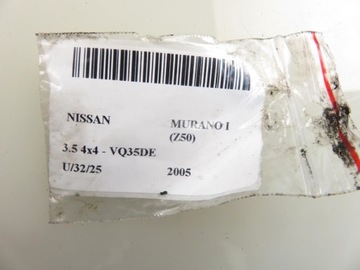 NISSAN MURANO I
(Z50)
3.5 4x4 - VQ35DE
U/32/25 2005